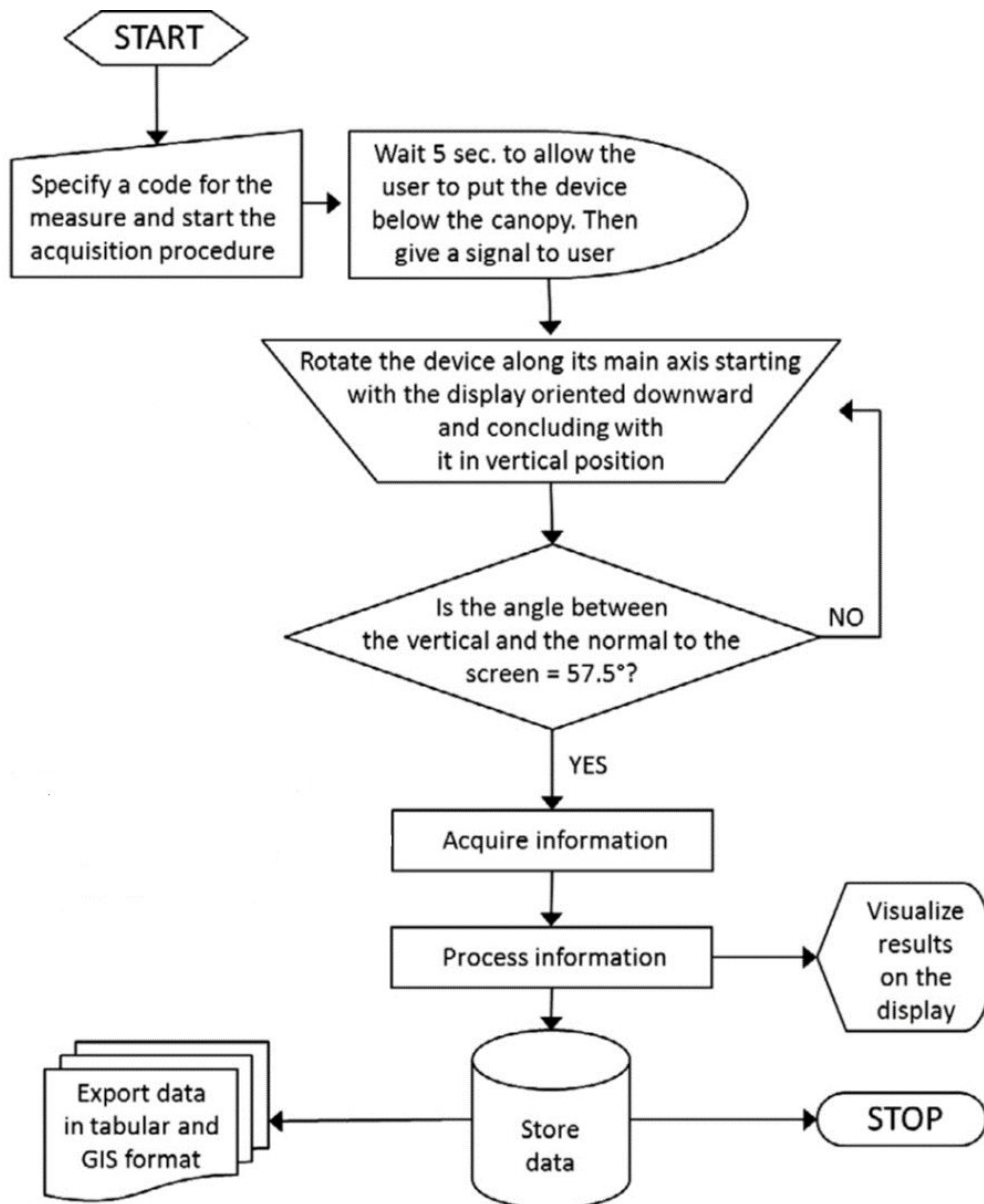 START
Specify a code for the
measure and start the
acquisition procedure
Wait 5 sec. to allow the
user to put the device
below the canopy. Then
give a signal to user
Rotate the device along its main axis starting
with the display oriented downward
and concluding with
it in vertical position
Is the angle between
the vertical and the normal to the
screen = 57.5°?
NO
YES
Acquire information
Process information
Visualize
results
on the
display
Export data
in tabular and
GIS format
Store
data
STOP